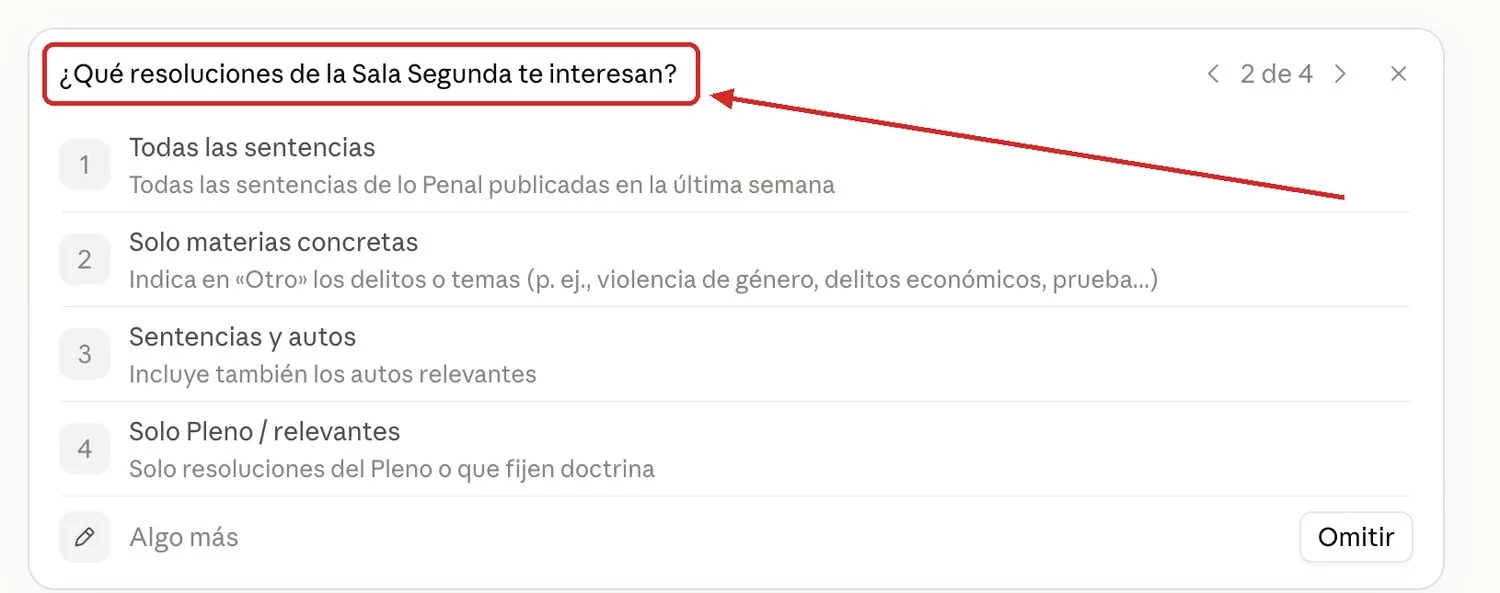 ¿Qué resoluciones de la Sala Segunda te interesan?
2 de 4
1
Todas las sentencias
Todas las sentencias de lo Penal publicadas en la última semana
2
Solo materias concretas
Indica en «Otro» los delitos o temas (p. ej., violencia de género, delitos económicos, prueba...)
3
Sentencias y autos
Incluye también los autos relevantes
4
Solo Pleno / relevantes
Solo resoluciones del Pleno o que fijen doctrina
Algo más
Omitir